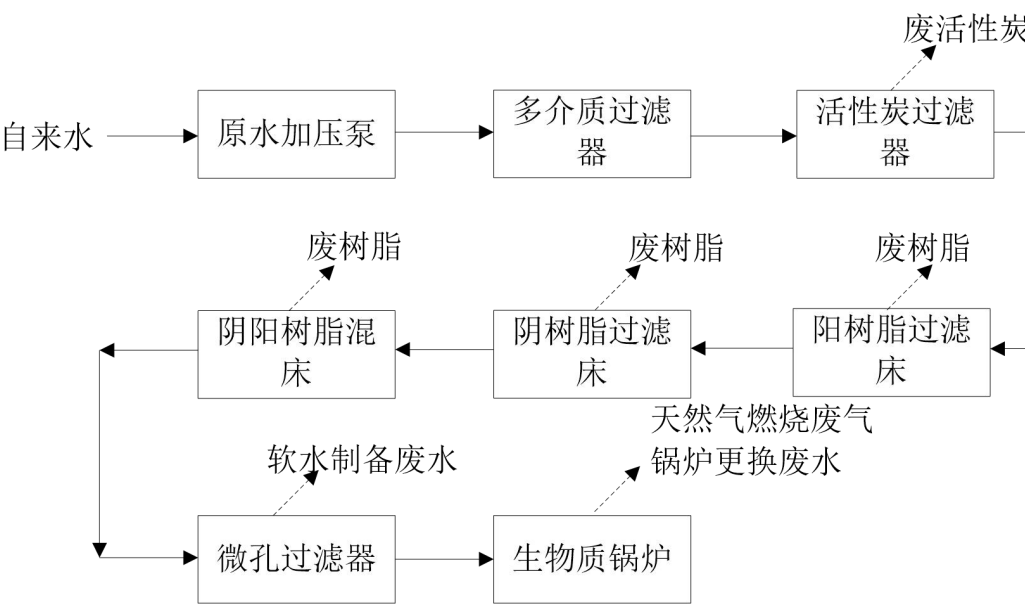 废活性炭
自来水
原水加压泵
多介质过滤
器
活性炭过滤
器
废树脂
废树脂
废树脂
阴阳树脂混
床
阴树脂过滤
床
阳树脂过滤
床
天然气燃烧废气
锅炉更换废水
软水制备废水
微孔过滤器
生物质锅炉